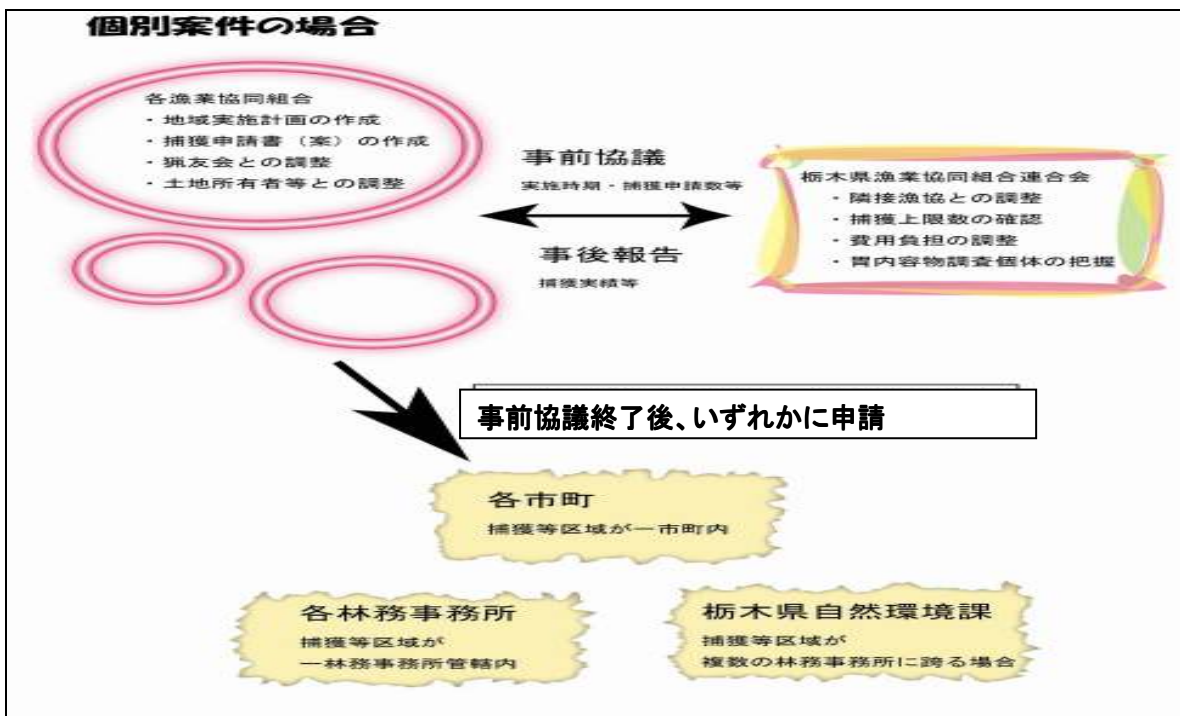 個別案件の場合
各漁業協同組合
・地域実施計画の作成
・捕獲申請書（案）の作成
・猟友会との調整
・土地所有者等との調整
事前協議
実施時期・捕獲申請数等
事後報告
捕獲実績等
栃木県漁業協同組合連合会
・隣接漁協との調整
・捕獲上限数の確認
・費用負担の調整
・胃内容物調査個体の把握
事前協議終了後、いずれかに申請
各市町
捕獲等区域が一市町内
各林務事務所
捕獲等区域が
一林務事務所管轄内
栃木県自然環境課
捕獲等区域が
複数の林務事務所に跨る場合